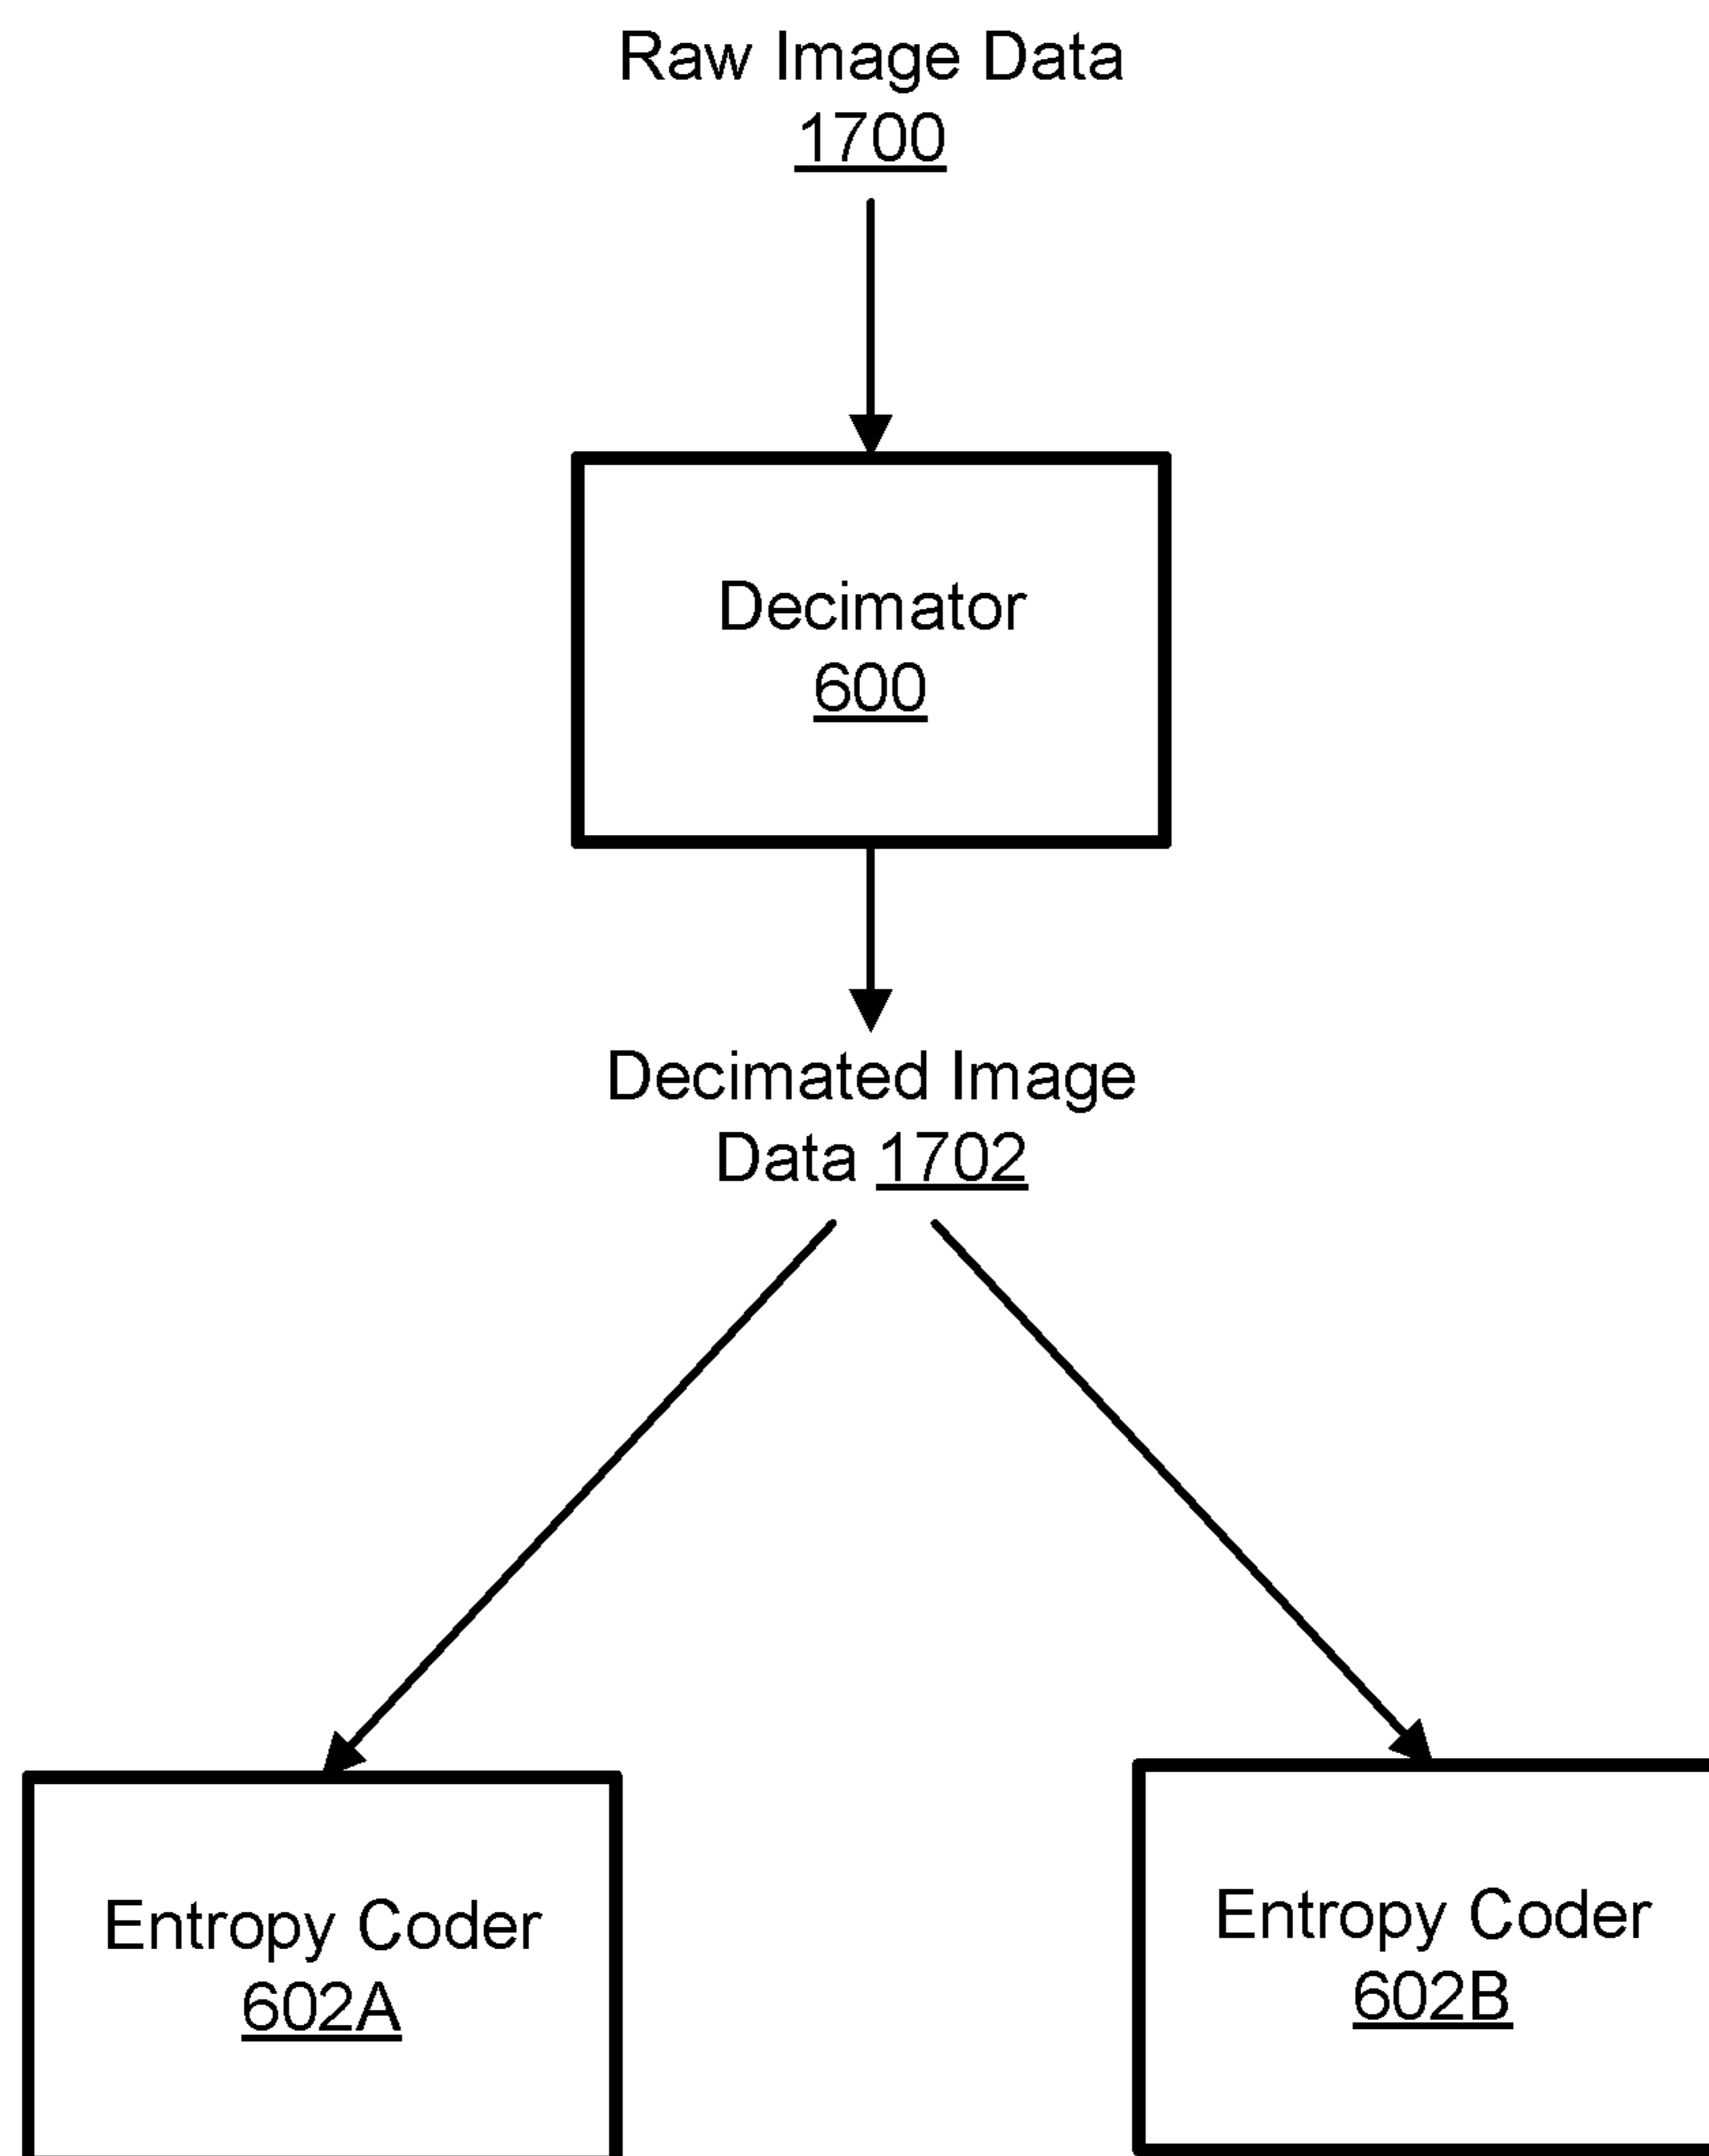 Raw Image Data
1700
Decimator
600
Decimated Image
Data 1702
Entropy Coder
602A
Entropy Coder
602B